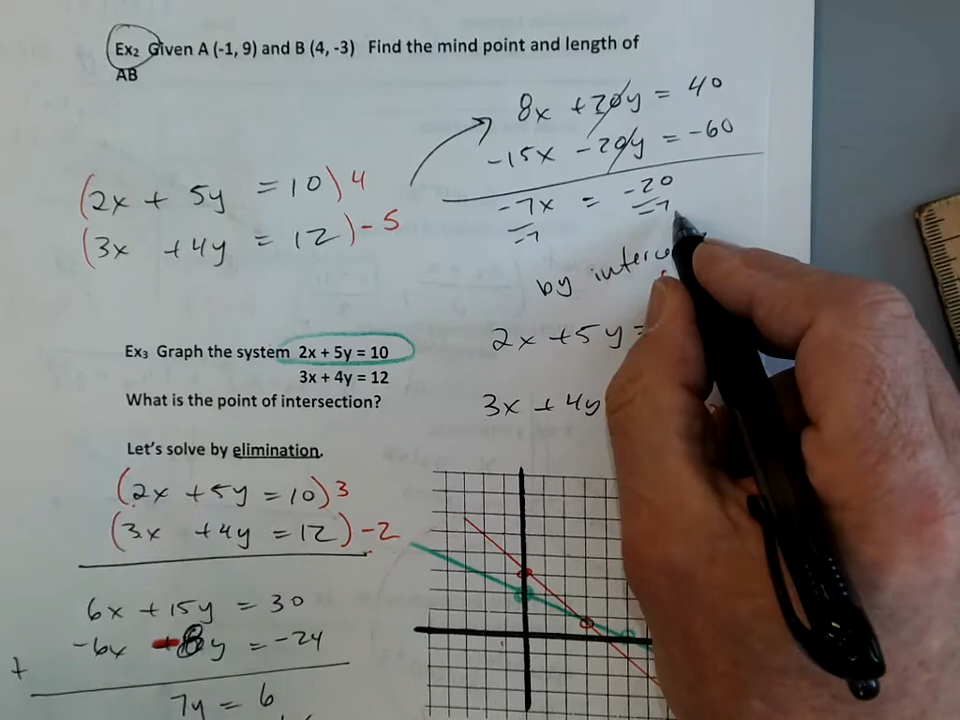 Ex2 Given A (-1, 9) and B (4, -3) Find the mind point and length of
AB
8x + 20y = 40
-15x - 20y = -60
-7x = -20
-7 -7
(2x + 5y = 10) 4
(3x + 4y = 12) -5
by
2x + 5y =
3x + 4y
Ex3 Graph the system 2x + 5y = 10
3x + 4y = 12
What is the point of intersection?
Let's solve by elimination.
(2x + 5y = 10) 3
(3x + 4y = 12) -2
6x + 15y = 30
-6x - 8y = -24
+
7y = 6